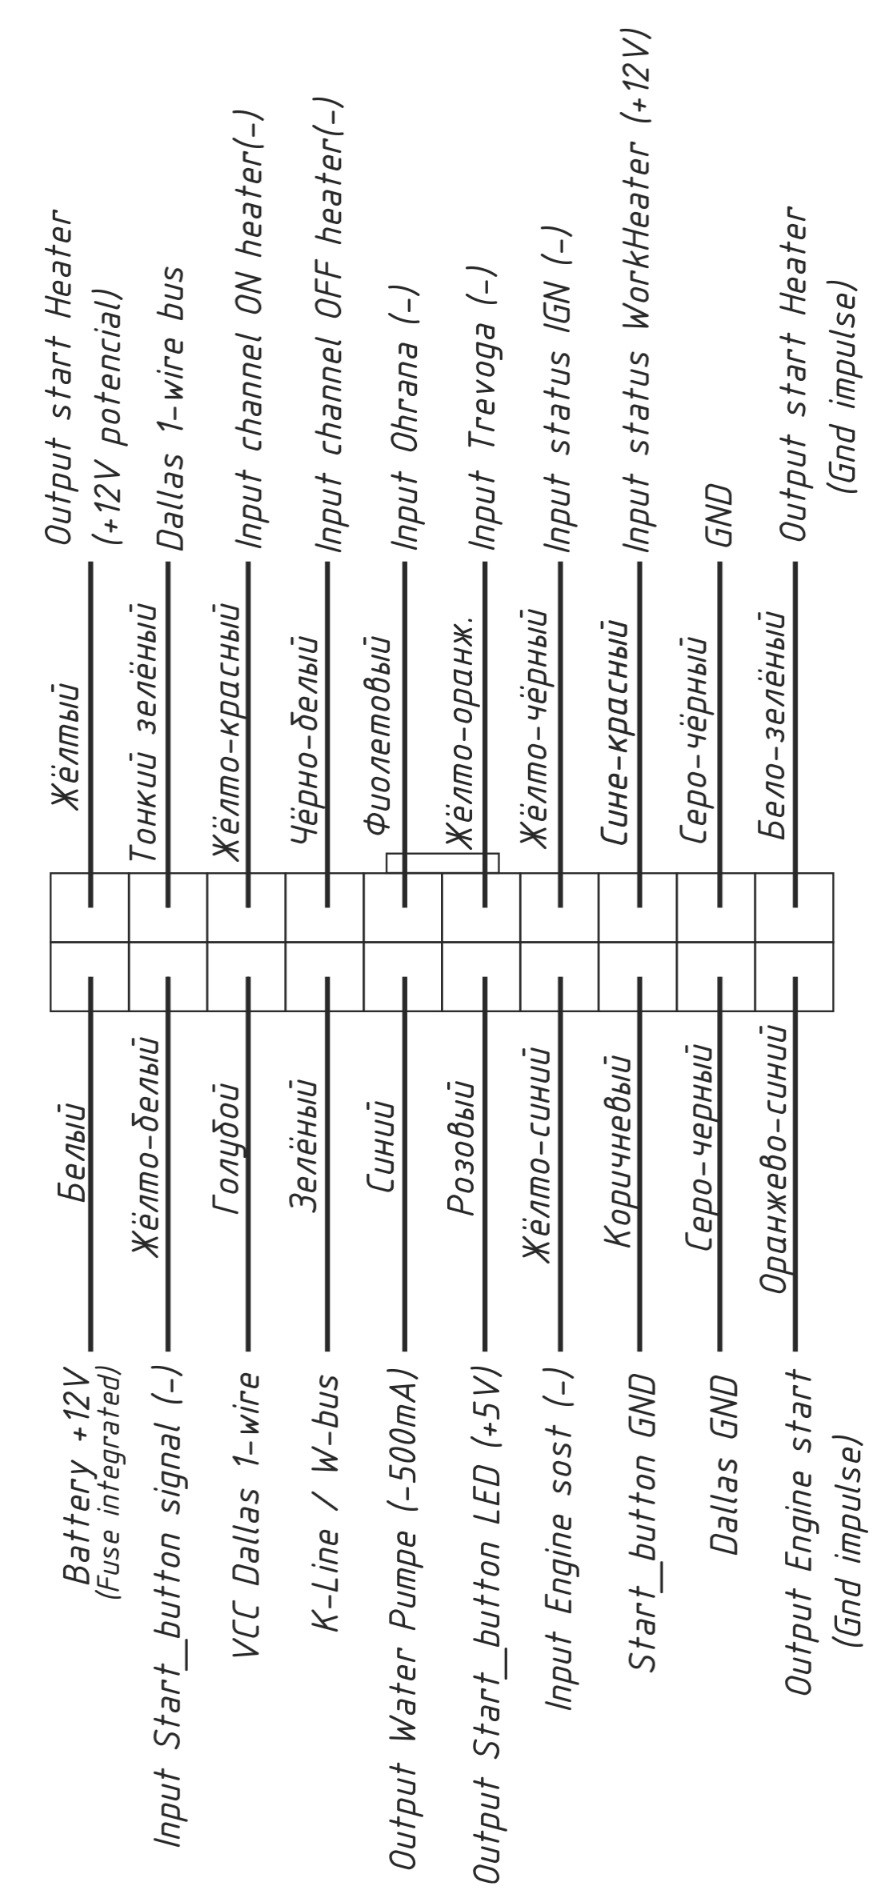 Battery +12V
(Fuse integrated)
Белый
Жёлтый
Output start Heater
(+12V potencial)
Input Start_button signal (-)
Жёлто-белый
Тонкий зелёный
Dallas 1-wire bus
VCC Dallas 1-wire
Голубой
Жёлто-красный
Input channel ON heater(-)
K-Line / W-bus
Зелёный
Чёрно-белый
Input channel OFF heater(-)
Output Water Pumpe (-500mA)
Синий
Фиолетовый
Input Ohrana (-)
Output Start_button LED (+5V)
Розовый
Жёлто-оранж.
Input Trevoga (-)
Input Engine sost (-)
Жёлто-синий
Жёлто-чёрный
Input status IGN (-)
Start_button GND
Коричневый
Сине-красный
Input status WorkHeater (+12V)
Dallas GND
Серо-черный
Серо-чёрный
GND
Output Engine start
(Gnd impulse)
Оранжево-синий
Бело-зелёный
Output start Heater
(Gnd impulse)